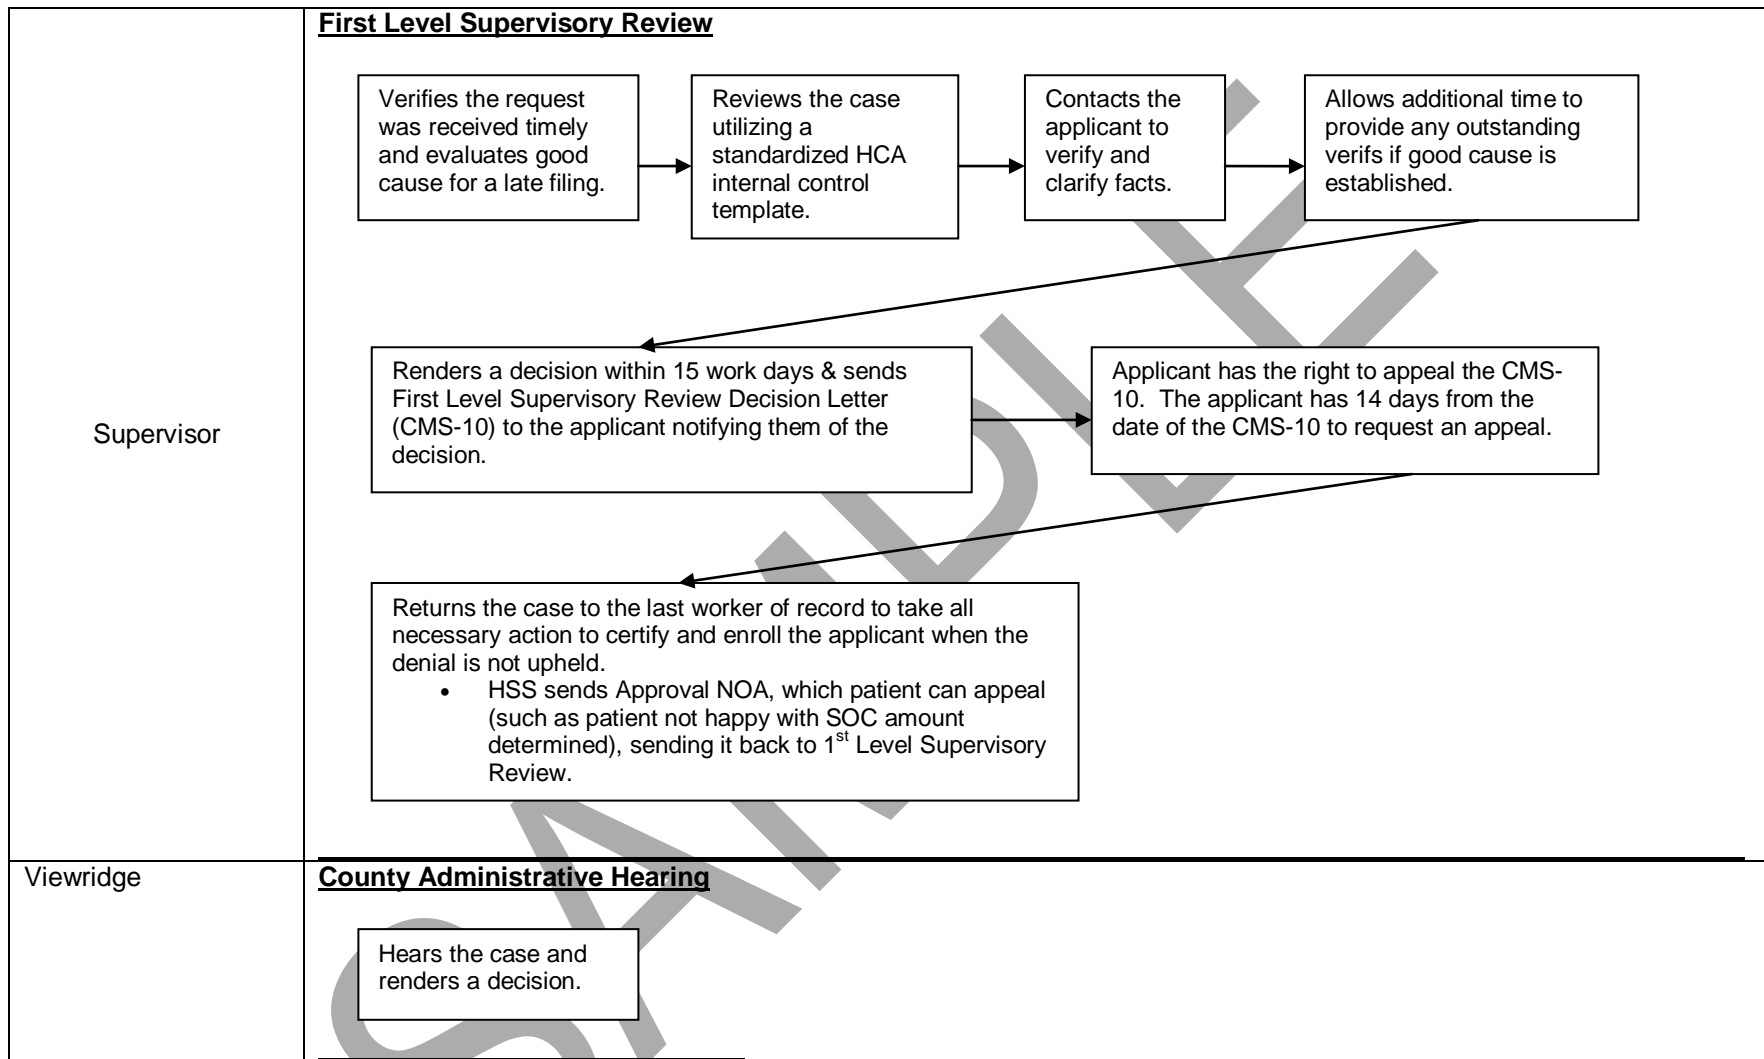 First Level Supervisory Review
Verifies the request
was received timely
and evaluates good
cause for a late filing.
Reviews the case
utilizing a
standardized HCA
internal control
template.
Contacts the
applicant to
verify and
clarify facts.
Allows additional time to
provide any outstanding
verifs if good cause is
established.
Supervisor
Renders a decision within 15 work days & sends
First Level Supervisory Review Decision Letter
(CMS-10) to the applicant notifying them of the
decision.
Applicant has the right to appeal the CMS-
10. The applicant has 14 days from the
date of the CMS-10 to request an appeal.
Returns the case to the last worker of record to take all
necessary action to certify and enroll the applicant when the
denial is not upheld.
• HSS sends Approval NOA, which patient can appeal
(such as patient not happy with SOC amount
determined), sending it back to 1st Level Supervisory
Review.
Viewridge
County Administrative Hearing
Hears the case and
renders a decision.
SAMPLE